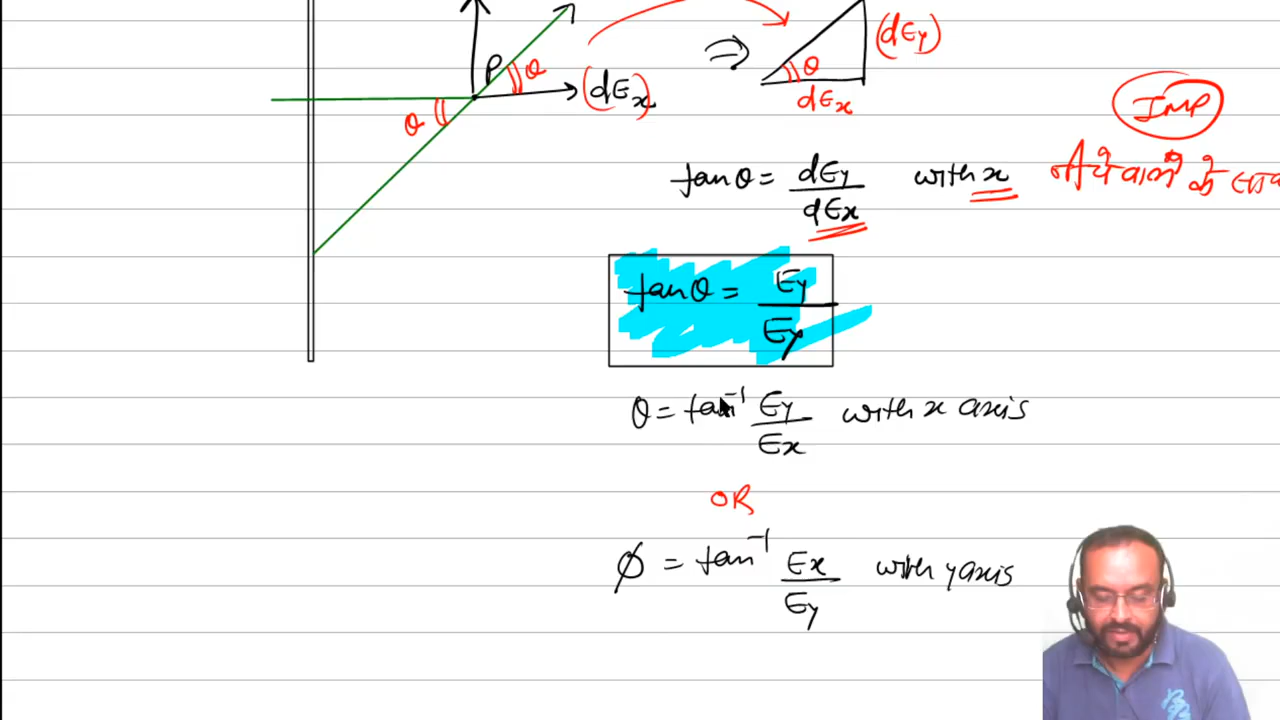 P θ (dEx) ⇒ θ (dEy)
θ dEx
IMP
tanθ = dEy / dEx with x नीचे वाले के साथ
tanθ = Ey / Ey
θ = tan⁻¹ Ey / Ex with x axis
OR
ϕ = tan⁻¹ Ex / Ey with y axis